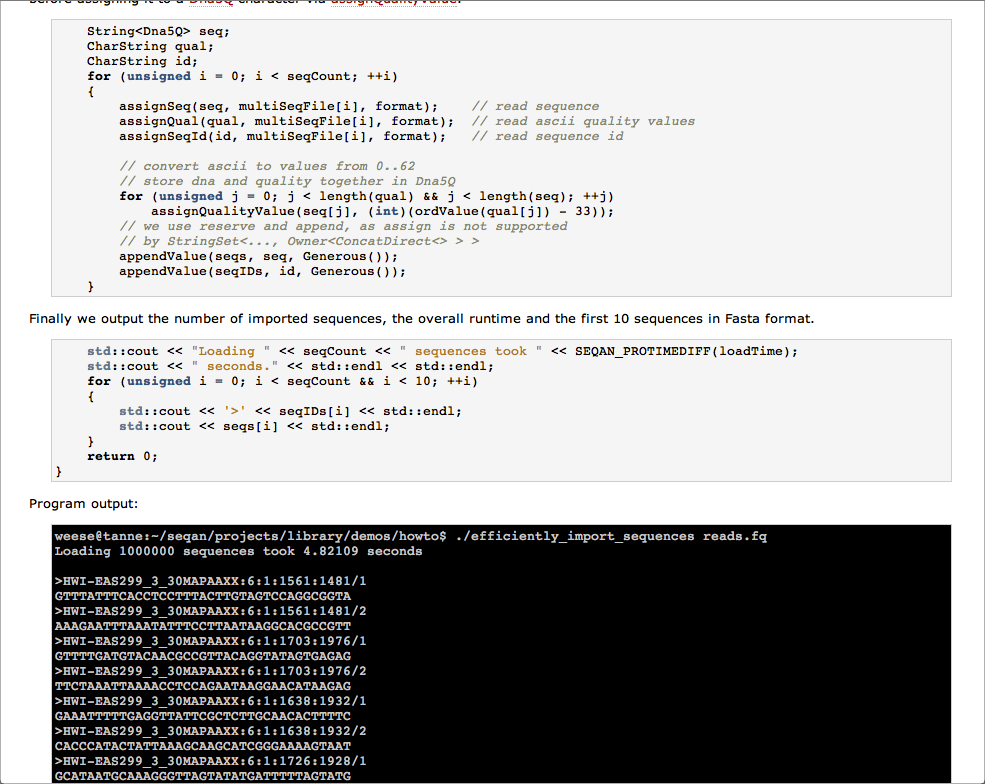 before assigning it to a Dna5Q character via assignQualityValue.
String<Dna5Q> seq;
CharString qual;
CharString id;
for (unsigned i = 0; i < seqCount; ++i)
{
assignSeq(seq, multiSeqFile[i], format);    // read sequence
assignQual(qual, multiSeqFile[i], format);  // read ascii quality values
assignSeqId(id, multiSeqFile[i], format);   // read sequence id
// convert ascii to values from 0..62
// store dna and quality together in Dna5Q
for (unsigned j = 0; j < length(qual) && j < length(seq); ++j)
assignQualityValue(seq[j], (int)(ordValue(qual[j]) - 33));
// we use reserve and append, as assign is not supported
// by StringSet<..., Owner<ConcatDirect<> > >
appendValue(seqs, seq, Generous());
appendValue(seqIDs, id, Generous());
}
Finally we output the number of imported sequences, the overall runtime and the first 10 sequences in Fasta format.
std::cout << "Loading " << seqCount << " sequences took " << SEQAN_PROTIMEDIFF(loadTime);
std::cout << " seconds." << std::endl << std::endl;
for (unsigned i = 0; i < seqCount && i < 10; ++i)
{
std::cout << '>' << seqIDs[i] << std::endl;
std::cout << seqs[i] << std::endl;
}
return 0;
}
Program output:
weese@tanne:~/seqan/projects/library/demos/howto$ ./efficiently_import_sequences reads.fq
Loading 1000000 sequences took 4.82109 seconds
>HWI-EAS299_3_30MAPAAXX:6:1:1561:1481/1
GTTTATTTCACCTCCTTTACTTGTAGTCCAGGCGGTA
>HWI-EAS299_3_30MAPAAXX:6:1:1561:1481/2
AAAGAATTTAAATATTTCCTTAATAAGGCACGCCGTT
>HWI-EAS299_3_30MAPAAXX:6:1:1703:1976/1
GTTTTGATGTACAACGCCGTTACAGGTATAGTGAGAG
>HWI-EAS299_3_30MAPAAXX:6:1:1703:1976/2
TTCTAAATTAAAACCTCCAGAATAAGGAACATAAGAG
>HWI-EAS299_3_30MAPAAXX:6:1:1638:1932/1
GAAATTTTTGAGGTTATTCGCTCTTGCAACACTTTTC
>HWI-EAS299_3_30MAPAAXX:6:1:1638:1932/2
CACCCATACTATTAAAGCAAGCATCGGGAAAAGTAAT
>HWI-EAS299_3_30MAPAAXX:6:1:1726:1928/1
GCATAATGCAAAGGGTTAGTATATGATTTTTAGTATG